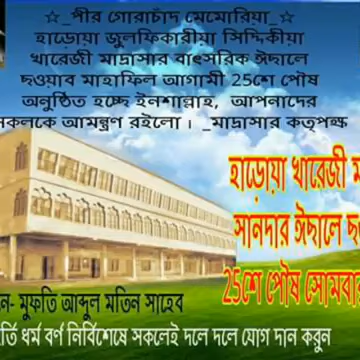 ☆_পীর গোরাচাঁদ মেমোরিয়া_☆
হাড়োয়া জুলফিকারীয়া সিদ্দিকীয়া
খারেজী মাদ্রাসার বাৎসরিক ঈছালে
ছওয়াব মাহাফিল আগামী 25শে পৌষ
অনুষ্ঠিত হচ্ছে ইনশাল্লাহ, আপনাদের
সকলকে আমন্ত্রণ রইলো। _মাদ্রাসার কতৃপক্ষ
হাড়োয়া খারেজী
সানদার ঈছালে
25শে পৌষ সোমবার
মুফতি আব্দুল মতিন সাহেব
ধর্ম বর্ণ নির্বিশেষে সকলেই দলে দলে যোগ দান করুন